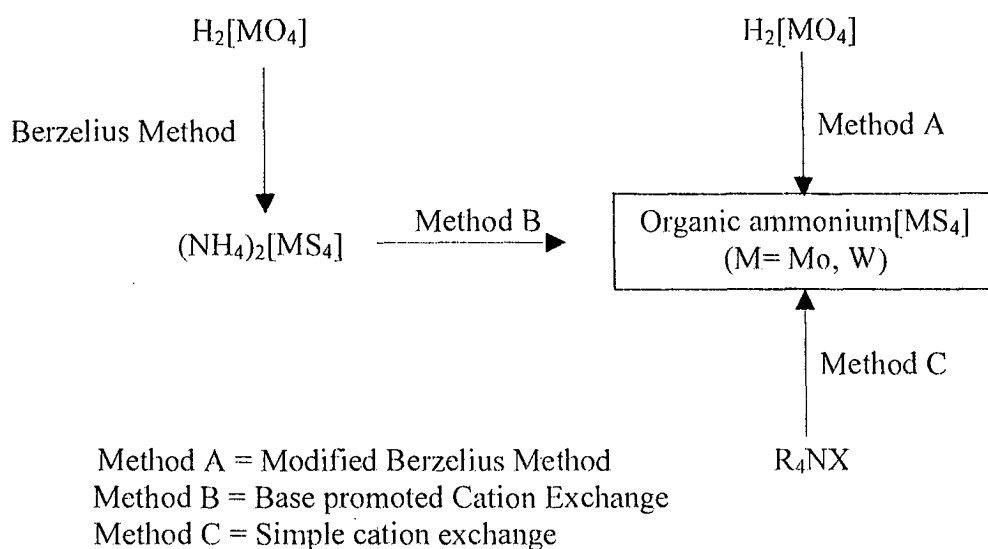 H₂[MO₄] H₂[MO₄]
Berzelius Method Method A
(NH₄)₂[MS₄] Method B Organic ammonium[MS₄]
(M= Mo, W)
Method C
Method A = Modified Berzelius Method R₄NX
Method B = Base promoted Cation Exchange
Method C = Simple cation exchange